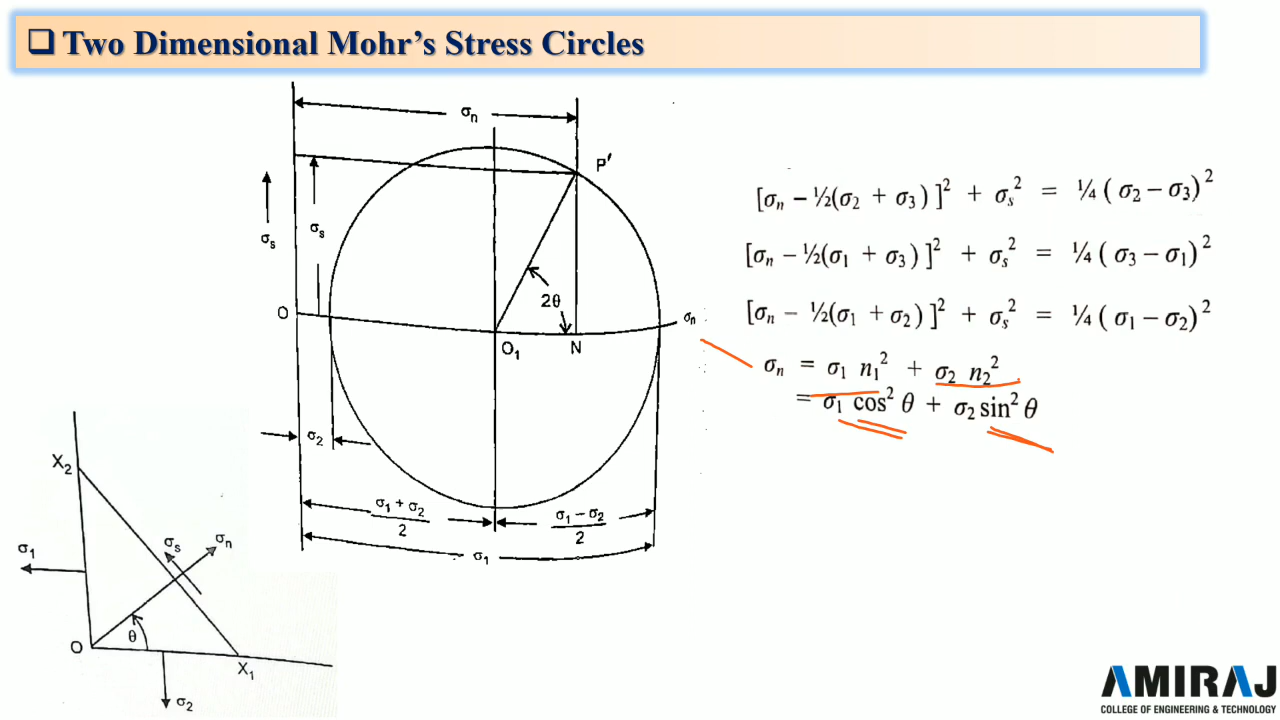 ❑ Two Dimensional Mohr’s Stress Circles
σn
P'
σs
σs
2θ
O
σn
O1
N
σ2
σ1 + σ2 / 2
σ1 − σ2 / 2
σ1
[σn − ½(σ2 + σ3) ]² + σs² = ¼ ( σ2 − σ3)²
[σn − ½(σ1 + σ3) ]² + σs² = ¼ ( σ3 − σ1)²
[σn − ½(σ1 + σ2) ]² + σs² = ¼ ( σ1 − σ2)²
σn = σ1 n1² + σ2 n2²
= σ1 cos² θ + σ2 sin² θ
X2
σ1
σs
σn
θ
O
X1
σ2
AMIRAJ
COLLEGE OF ENGINEERING & TECHNOLOGY